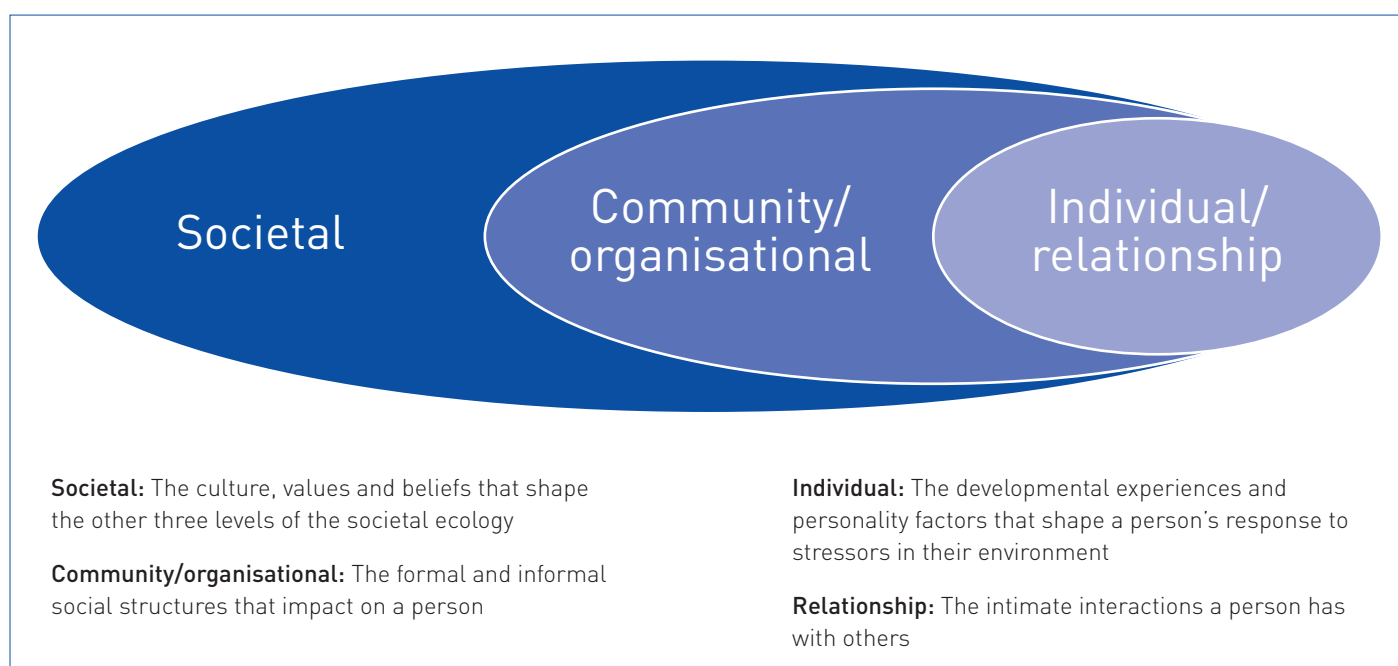 Societal
Community/
organisational
Individual/
relationship
Societal: The culture, values and beliefs that shape
the other three levels of the societal ecology
Community/organisational: The formal and informal
social structures that impact on a person
Individual: The developmental experiences and
personality factors that shape a person’s response to
stressors in their environment
Relationship: The intimate interactions a person has
with others